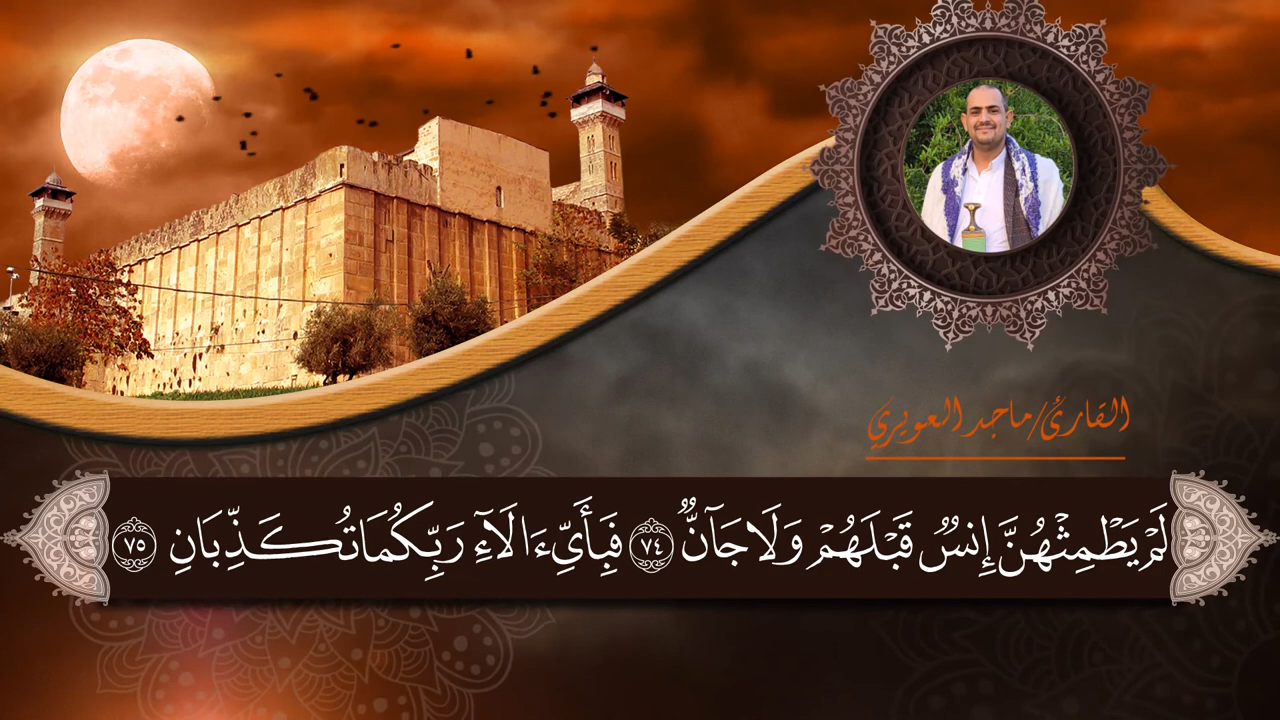 القارئ/ماجد العويري
لَمْ يَطْمِثْهُنَّ إِنسٌ قَبْلَهُمْ وَلَا جَآنٌّ ٧٤ فَبِأَيِّ ءَالَآءِ رَبِّكُمَا تُكَذِّبَانِ ٧٥